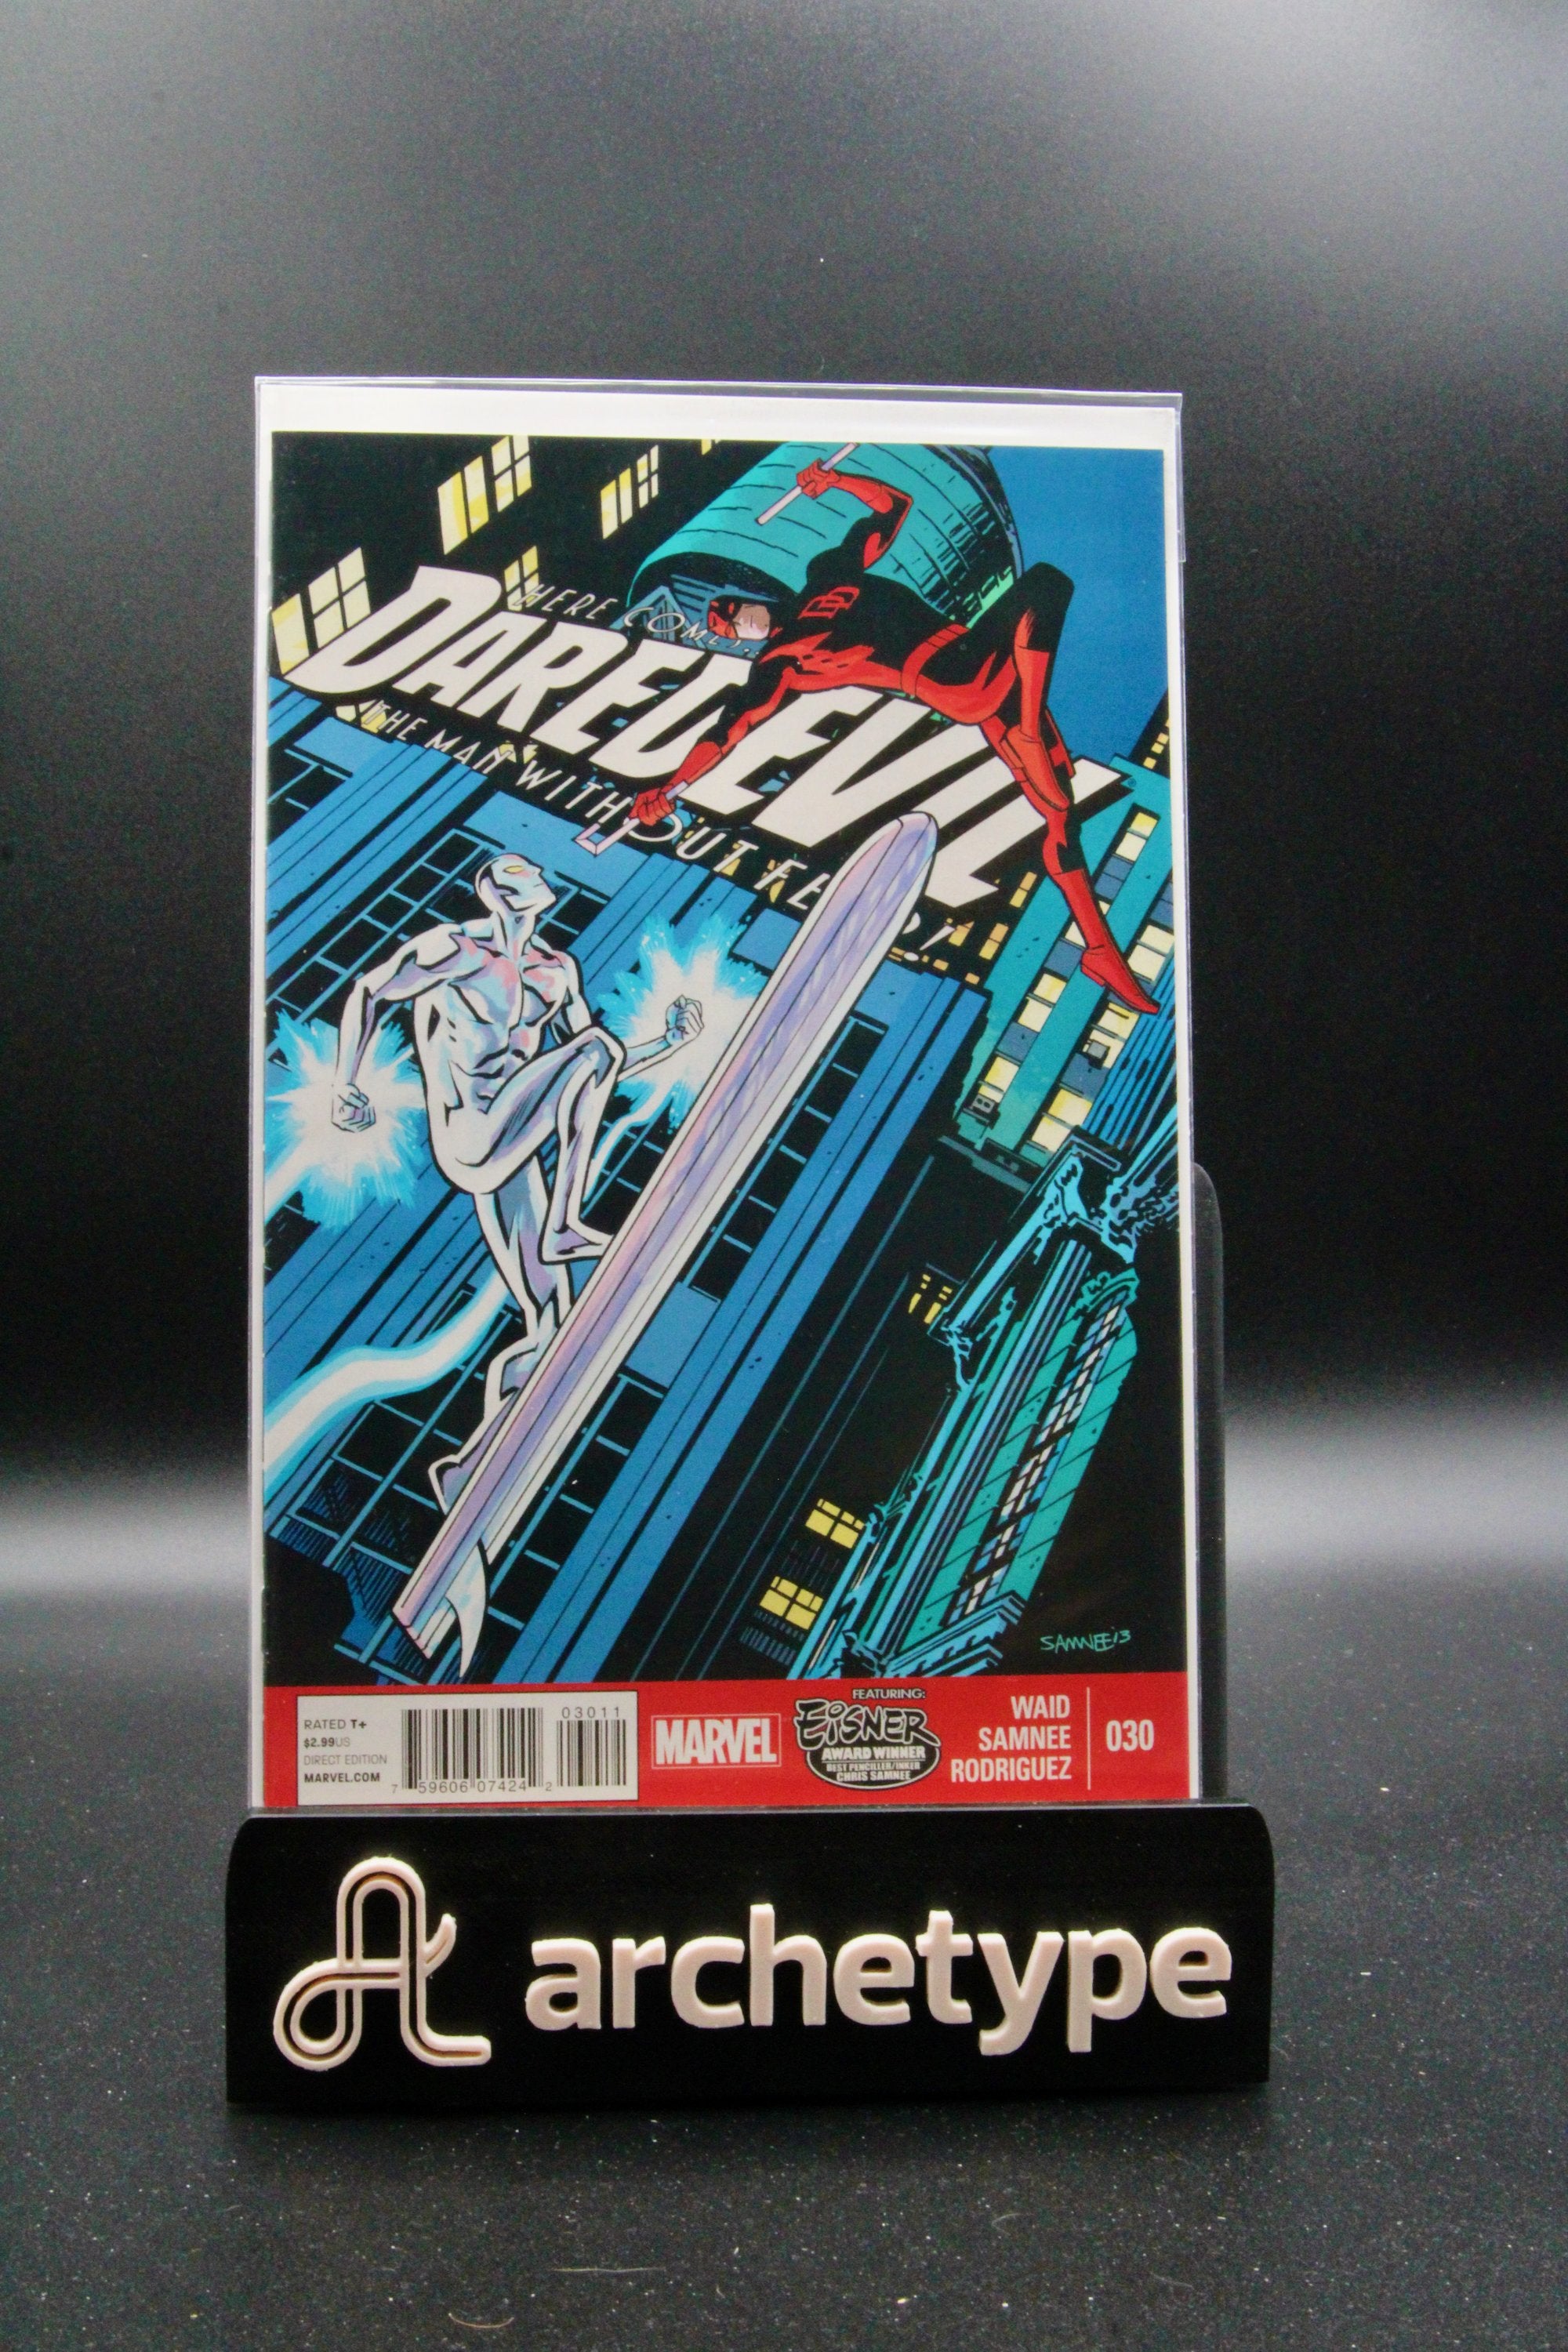 HERE COMES...
DAREDEVIL
THE MAN WITHOUT
SAMNEE'13
RATED T+
$2.99US
DIRECT EDITION
MARVEL.COM
03011
7 59606 07424 2
MARVEL
FEATURING:
EISNER
AWARD WINNER
BEST PENCILLER/INKER
CHRIS SAMNEE
WAID
SAMNEE
RODRIGUEZ
030
archetype